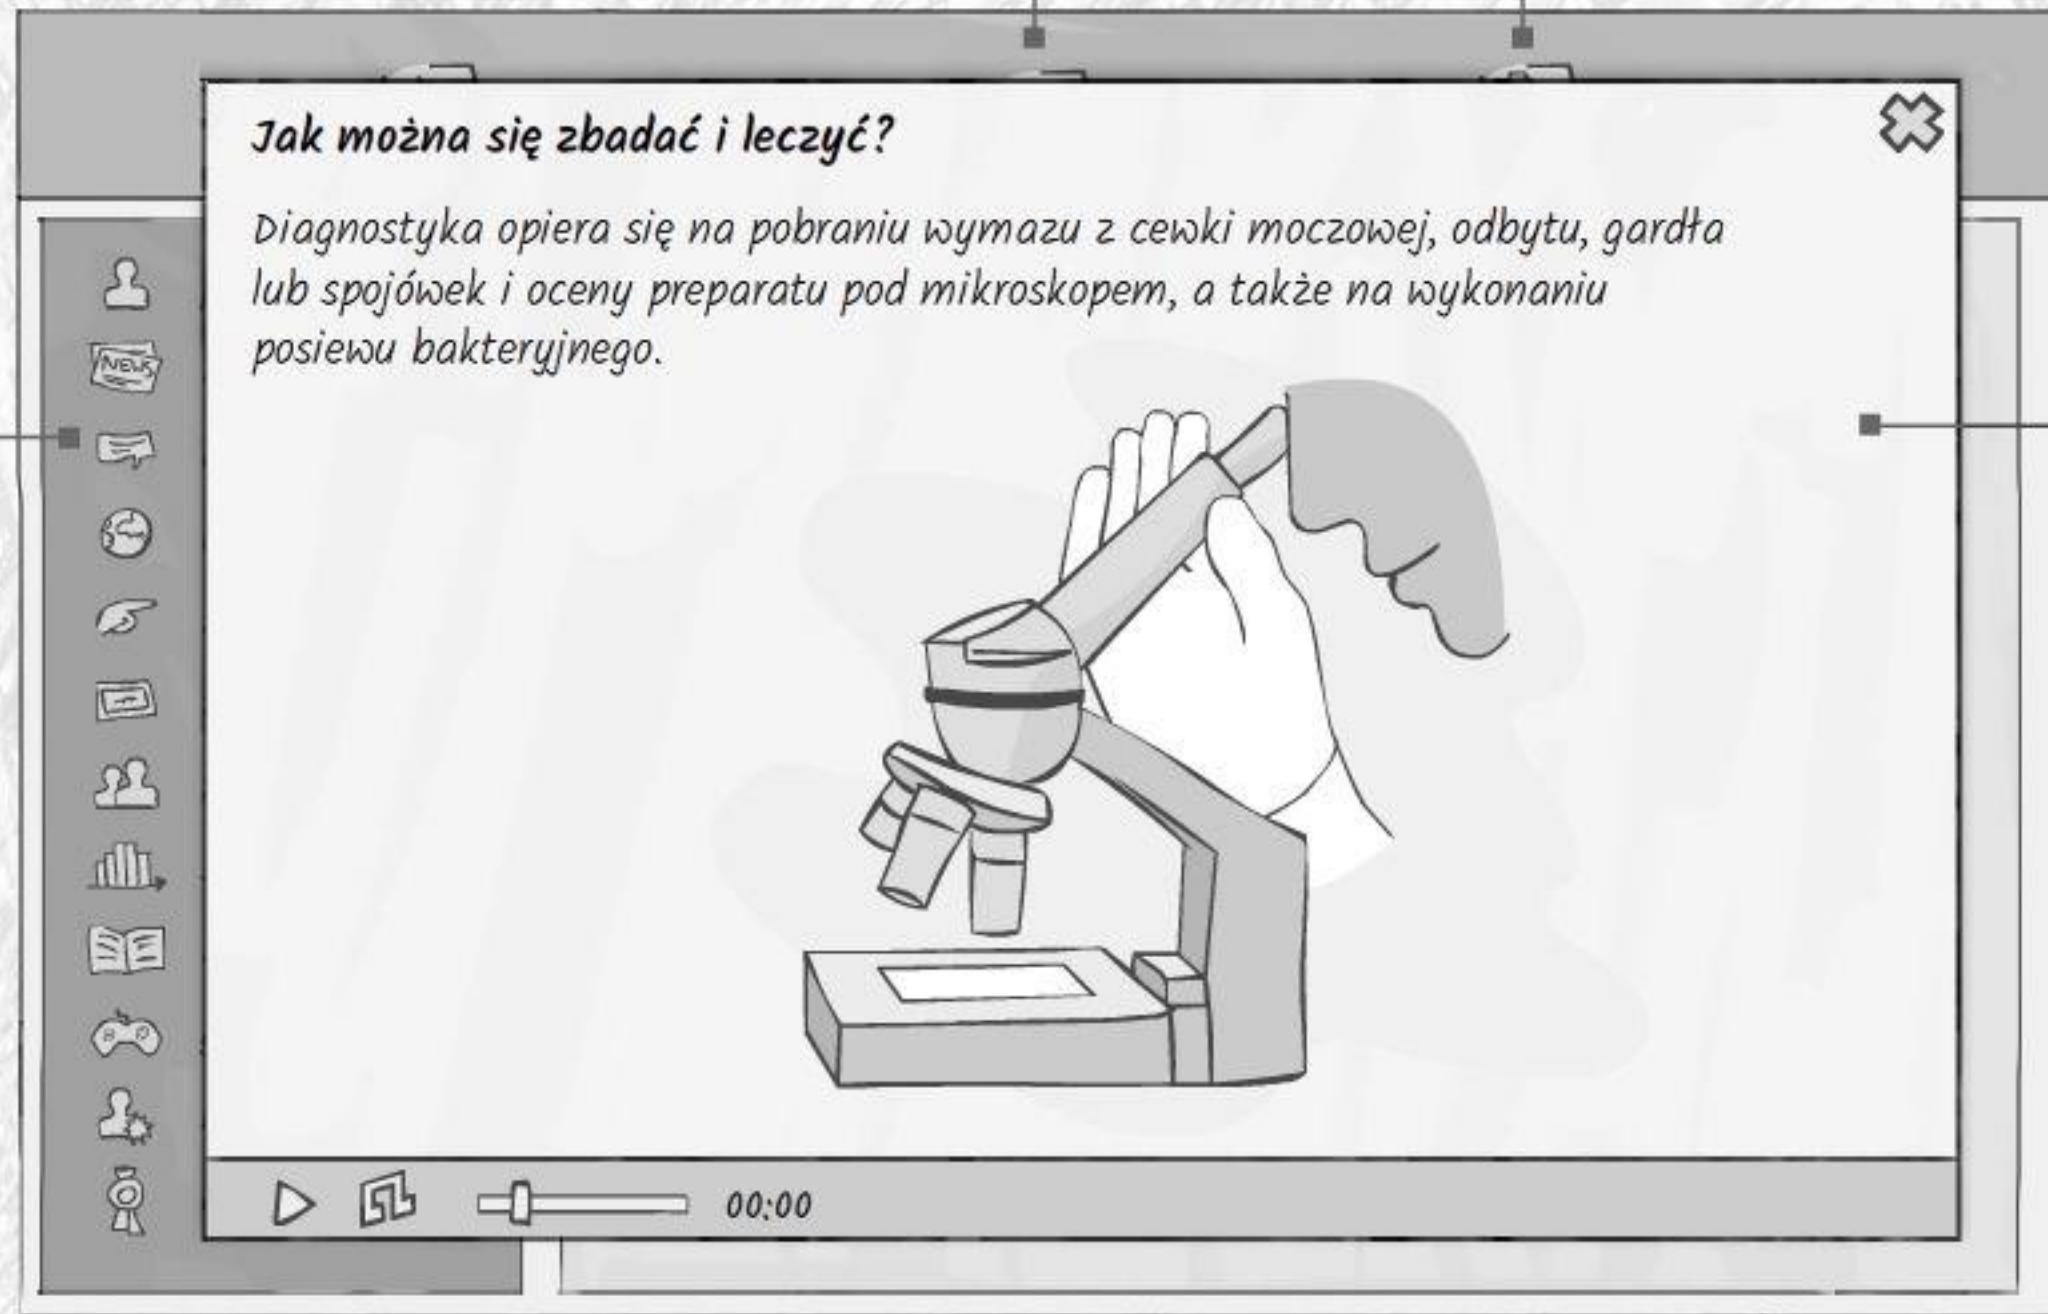 Jak można się zbadać i leczyć?
Diagnostyka opiera się na pobraniu wymazu z cewki moczowej, odbytu, gardła
lub spojówek i oceny preparatu pod mikroskopem, a także na wykonaniu
posiewu bakteryjnego.
NEWS
00:00